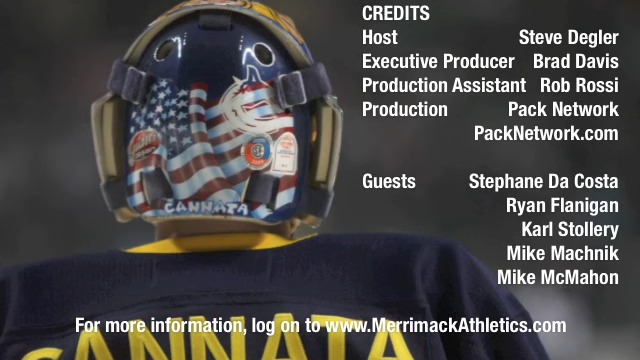 CREDITS
Host Steve Degler
Executive Producer Brad Davis
Production Assistant Rob Rossi
Production Pack Network
PackNetwork.com
Guests Stephane Da Costa
Ryan Flanigan
Karl Stollery
Mike Machnik
Mike McMahon
CANNATA
For more information, log on to www.MerrimackAthletics.com
CANNATA